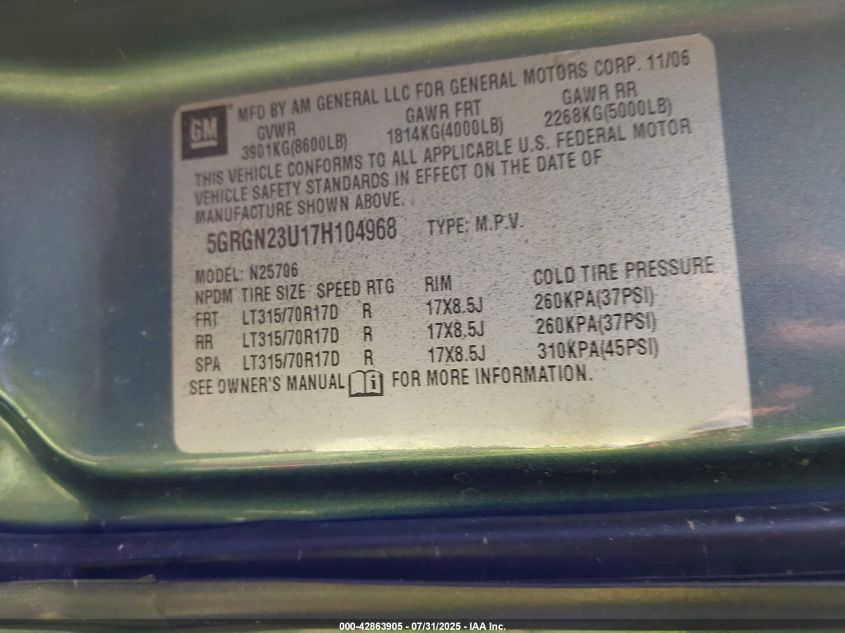 GM
MFD BY AM GENERAL LLC FOR GENERAL MOTORS CORP. 11/06
GVWR GAWR FRT GAWR RR
3901KG(8600LB) 1814KG(4000LB) 2268KG(5000LB)
THIS VEHICLE CONFORMS TO ALL APPLICABLE U.S. FEDERAL MOTOR
VEHICLE SAFETY STANDARDS IN EFFECT ON THE DATE OF
MANUFACTURE SHOWN ABOVE.
5GRGN23U17H104968 TYPE: M.P.V.
MODEL: N25706
NPDM TIRE SIZE SPEED RTG RIM COLD TIRE PRESSURE
FRT LT315/70R17D R 17X8.5J 260KPA(37PSI)
RR LT315/70R17D R 17X8.5J 260KPA(37PSI)
SPA LT315/70R17D R 17X8.5J 310KPA(45PSI)
SEE OWNER'S MANUAL i FOR MORE INFORMATION.
000-42863905 - 07/31/2025 - IAA Inc.